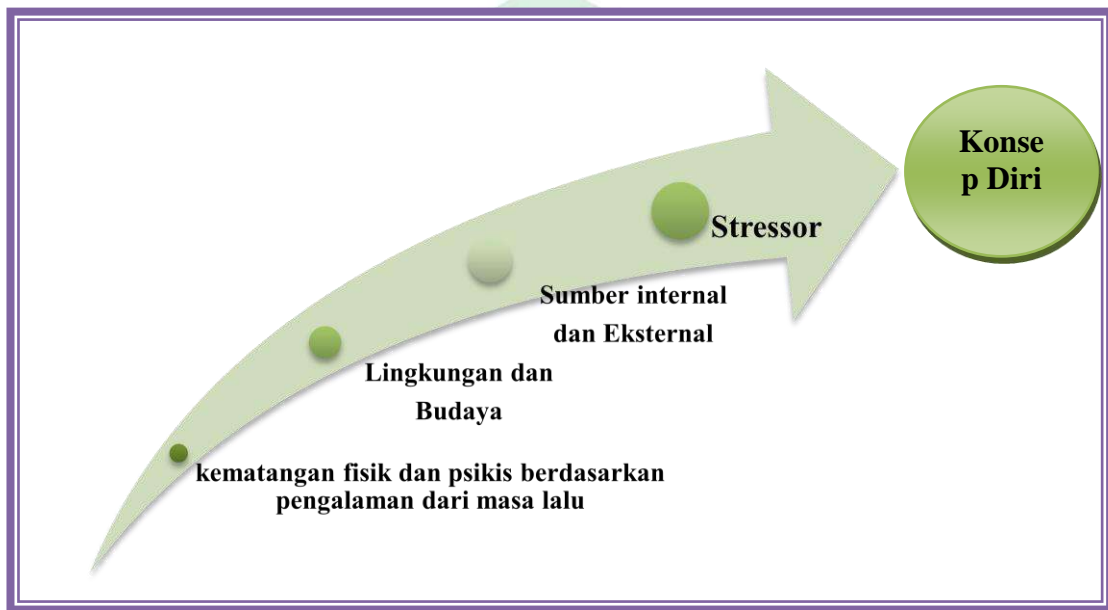 Konse
p Diri
Stressor
Sumber internal
dan Eksternal
Lingkungan dan
Budaya
kematangan fisik dan psikis berdasarkan
pengalaman dari masa lalu